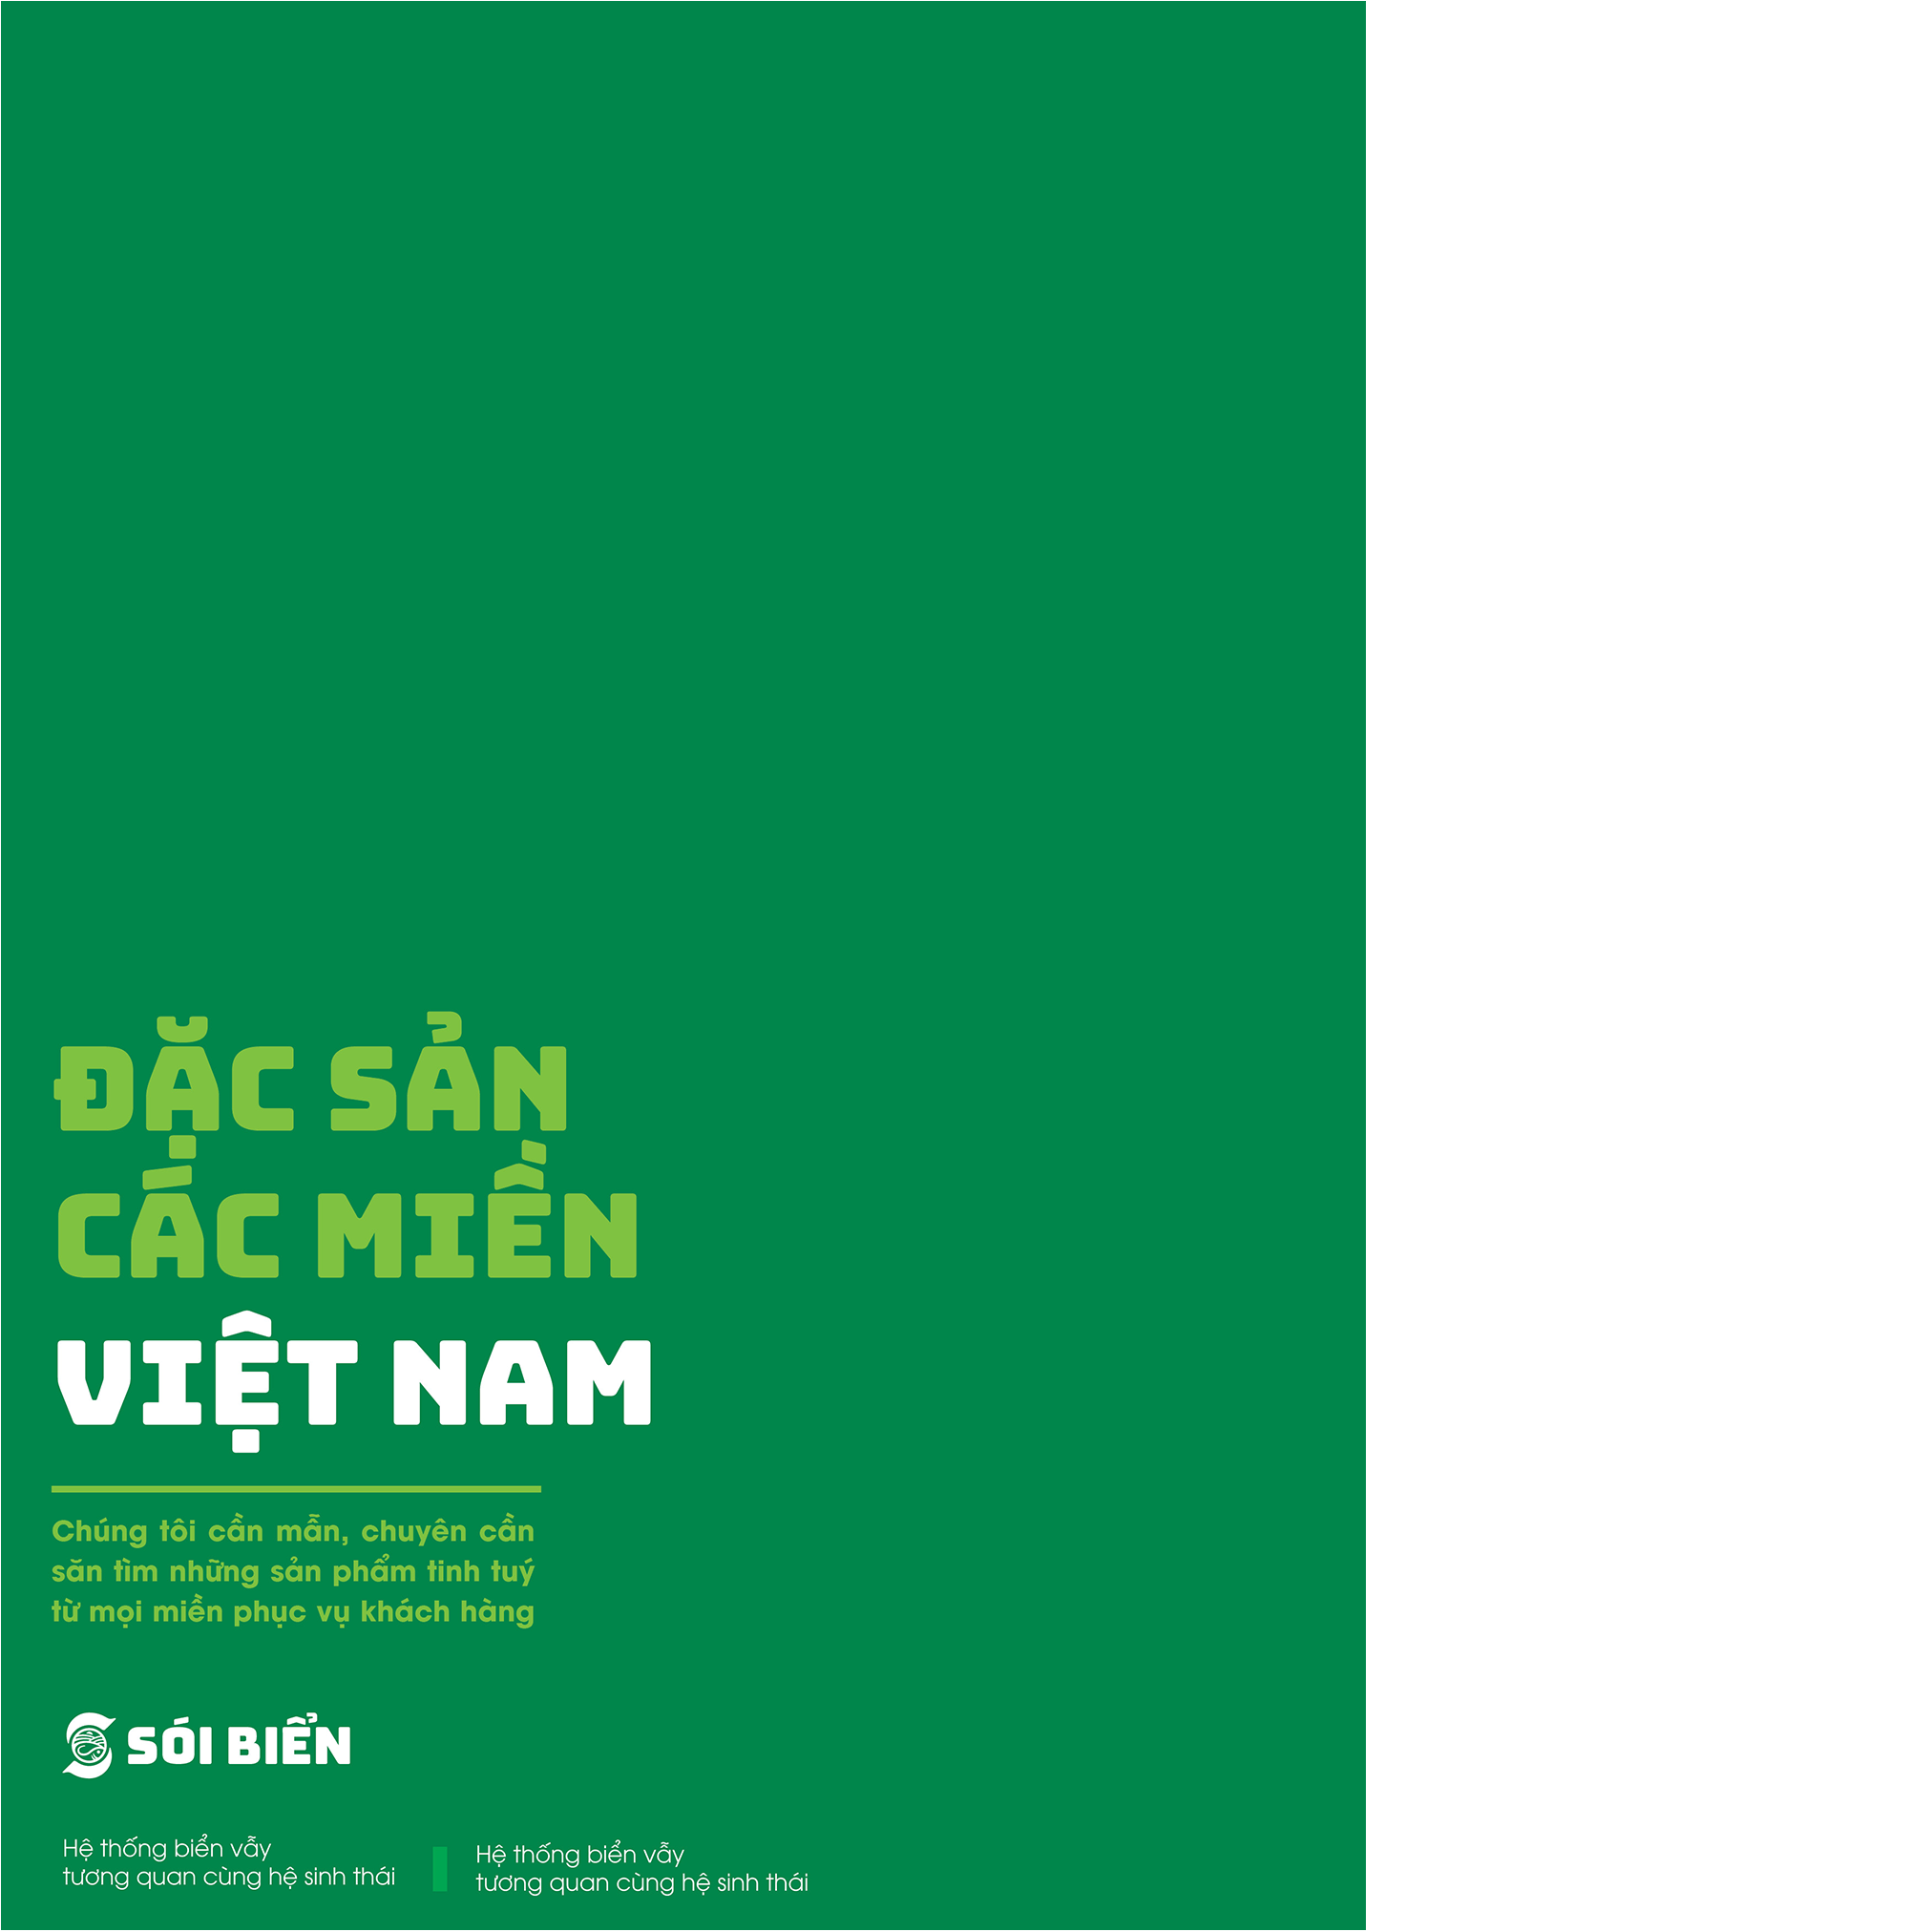 ĐẶC SẢN
CÁC MIỀN
VIỆT NAM
Chúng tôi cần mẫn, chuyên cần
săn tìm những sản phẩm tinh tuý
từ mọi miền phục vụ khách hàng
SÓI BIỂN
Hệ thống biển vẫy
tương quan cùng hệ sinh thái
Hệ thống biển vẫy
tương quan cùng hệ sinh thái